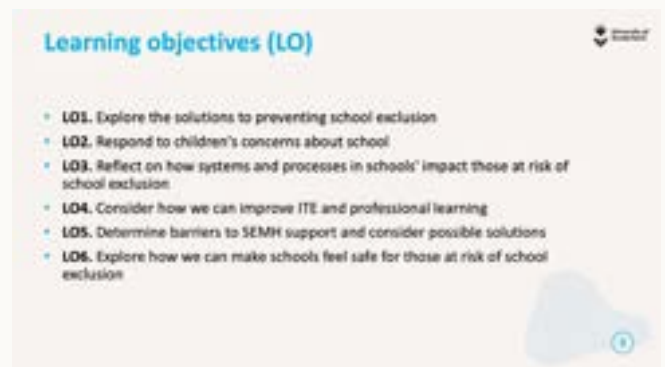 Learning objectives (LO)
University of
Sunderland
• LO1. Explore the solutions to preventing school exclusion
• LO2. Respond to children's concerns about school
• LO3. Reflect on how systems and processes in schools' impact those at risk of
school exclusion
• LO4. Consider how we can improve ITE and professional learning
• LO5. Determine barriers to SEMH support and consider possible solutions
• LO6. Explore how we can make schools feel safe for those at risk of school
exclusion